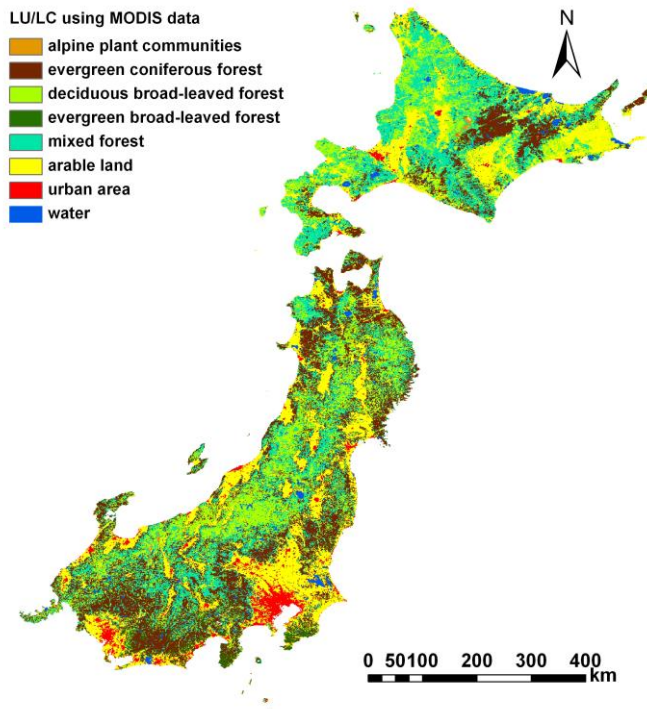 LU/LC using MODIS data
alpine plant communities
evergreen coniferous forest
deciduous broad-leaved forest
evergreen broad-leaved forest
mixed forest
arable land
urban area
water
N
0 50100 200 300 400
km